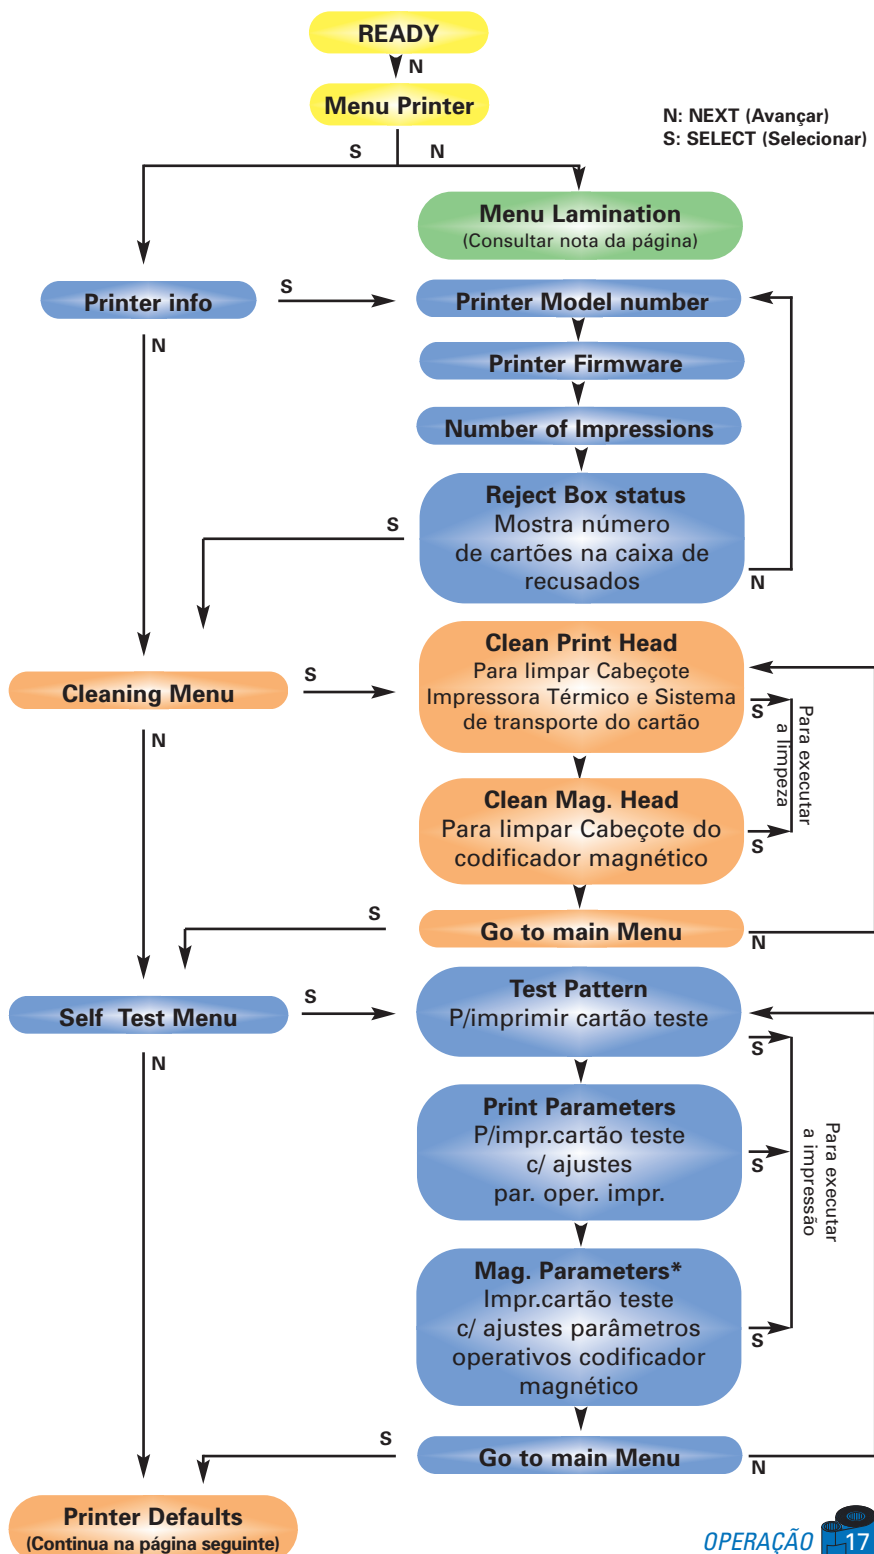 READY
N
Menu Printer
N: NEXT (Avançar)
S: SELECT (Selecionar)
S
N
Menu Lamination
(Consultar nota da página)
Printer info
S
Printer Model number
N
Printer Firmware
Number of Impressions
Reject Box status
Mostra número
de cartões na caixa de
recusados
S
N
Clean Print Head
Para limpar Cabeçote
Impressora Térmico e Sistema
de transporte do cartão
Cleaning Menu
S
S
Para executar
a limpeza
N
Clean Mag. Head
Para limpar Cabeçote do
codificador magnético
S
S
Go to main Menu
N
Self Test Menu
S
Test Pattern
P/imprimir cartão teste
S
N
Print Parameters
P/impr.cartão teste
c/ ajustes
par. oper. impr.
S
Para executar
a impressão
Mag. Parameters*
Impr.cartão teste
c/ ajustes parâmetros
operativos codificador
magnético
S
S
Go to main Menu
N
Printer Defaults
(Continua na página seguinte)
OPERAÇÃO 17